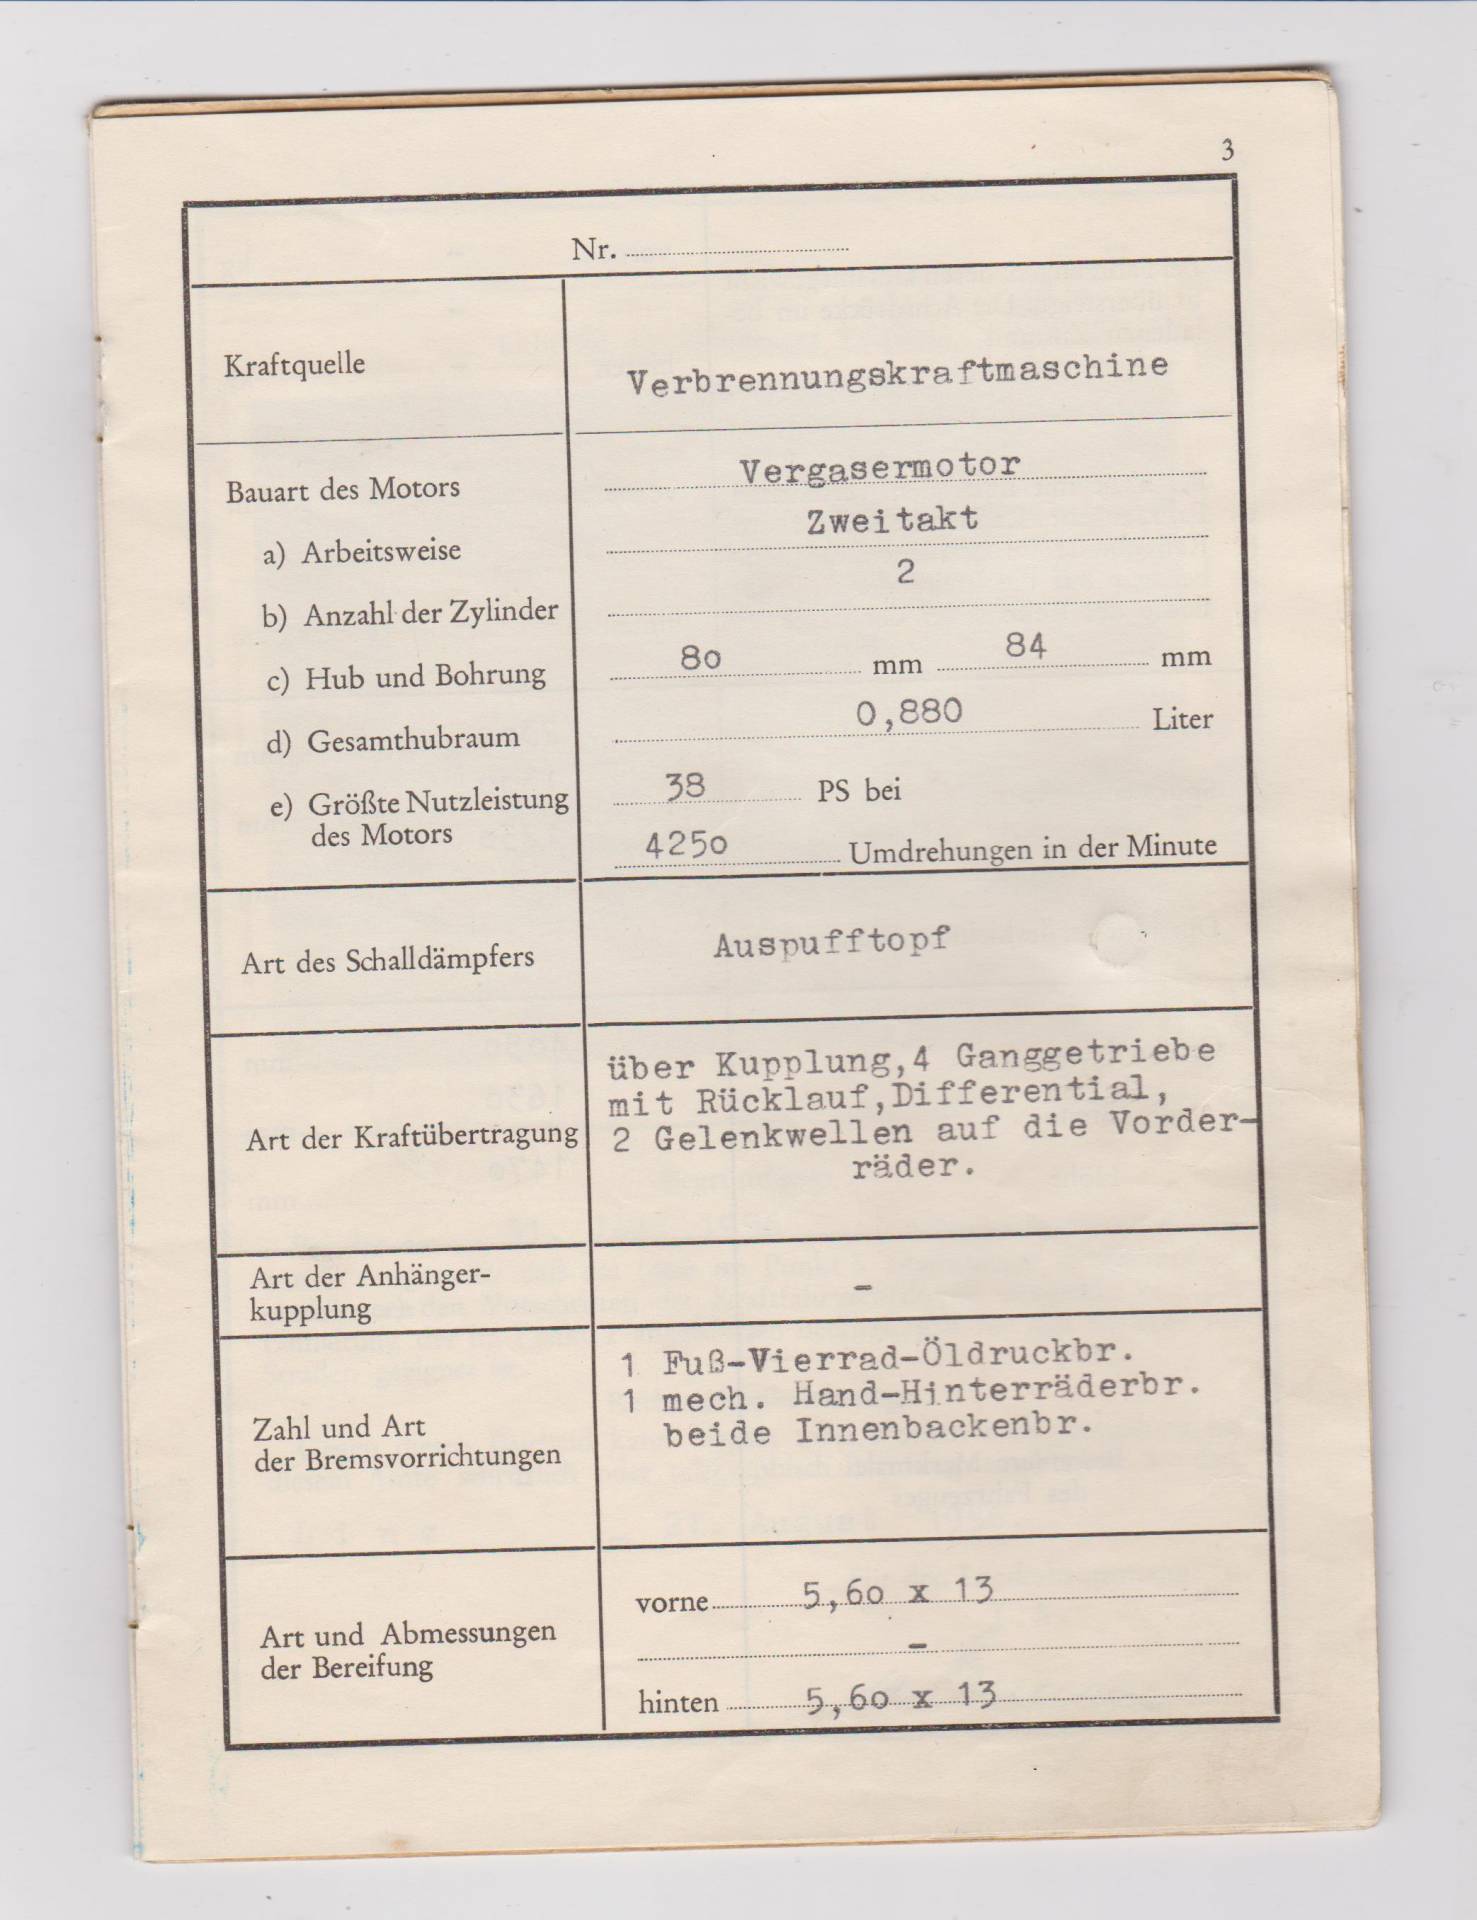 3
Nr.
Kraftquelle
Verbrennungskraftmaschine
Bauart des Motors
Vergasermotor
a) Arbeitsweise
Zweitakt
b) Anzahl der Zylinder
2
c) Hub und Bohrung
80 mm 84 mm
d) Gesamthubraum
0,880 Liter
e) Größte Nutzleistung
des Motors
38 PS bei
4250 Umdrehungen in der Minute
Art des Schalldämpfers
Auspufftopf
Art der Kraftübertragung
über Kupplung,4 Ganggetriebe
mit Rücklauf,Differential,
2 Gelenkwellen auf die Vorder-
räder.
Art der Anhänger-
kupplung
-
Zahl und Art
der Bremsvorrichtungen
1 Fuß-Vierrad-Öldruckbr.
1 mech. Hand-Hinterräderbr.
beide Innenbackenbr.
Art und Abmessungen
der Bereifung
vorne 5,60 x 13
-
hinten 5,60 x 13